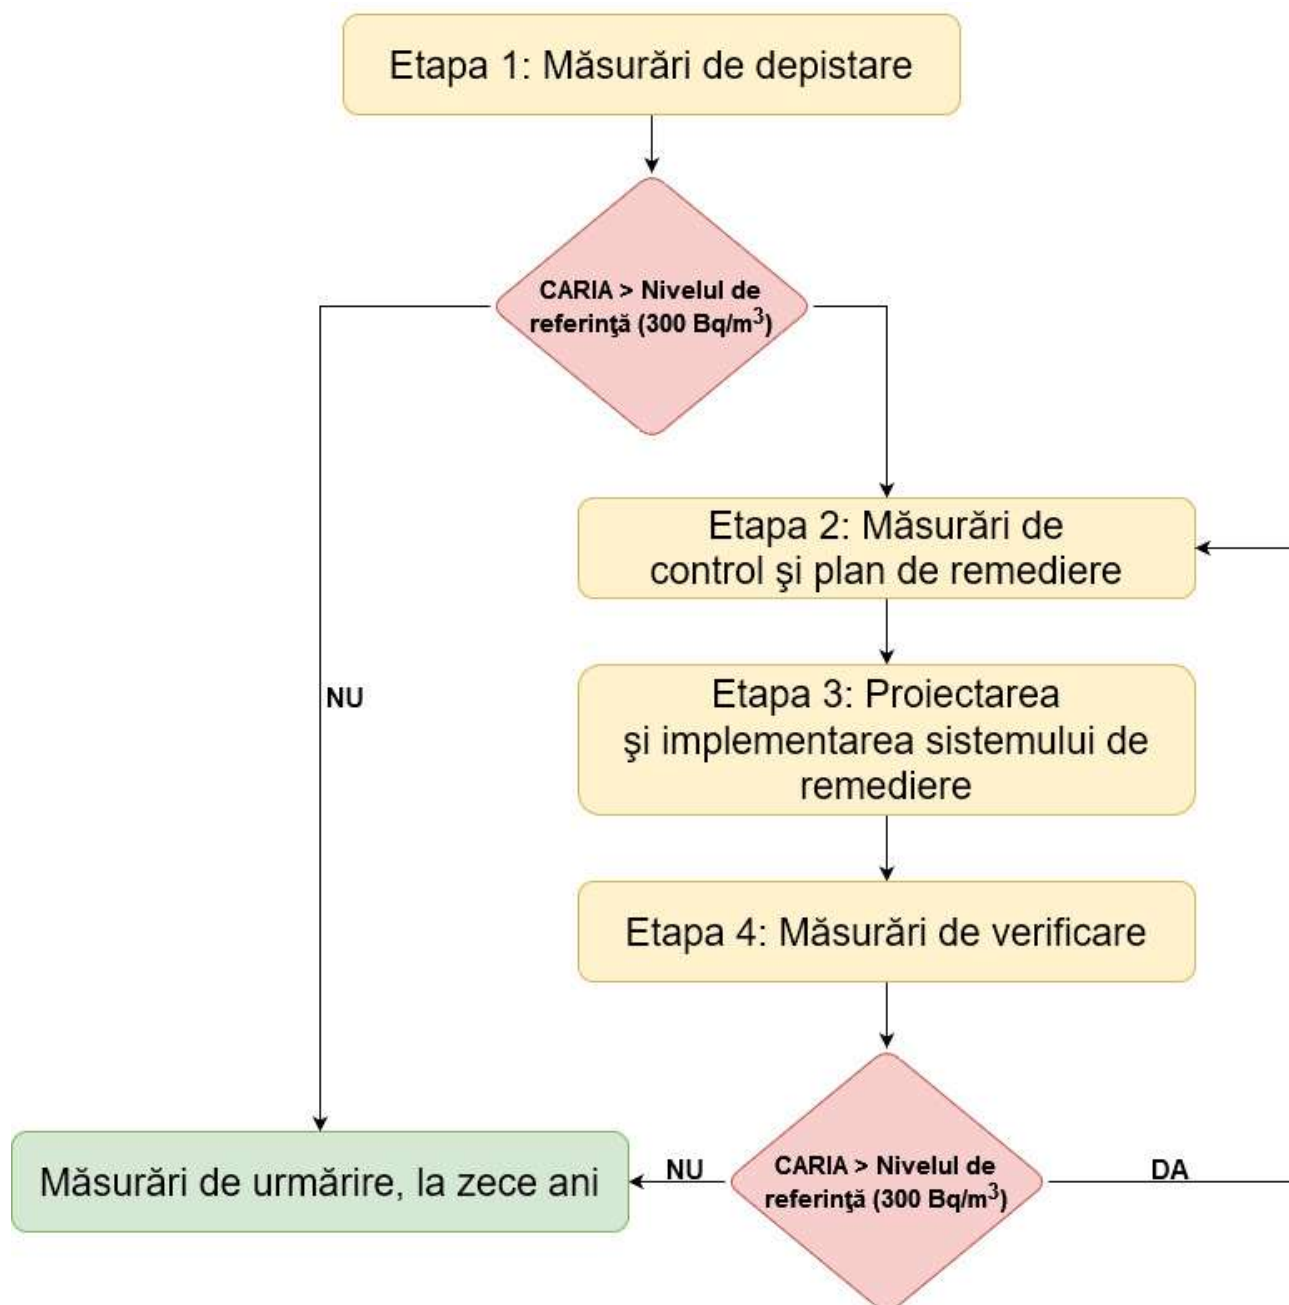 Etapa 1: Măsurări de depistare
CARIA > Nivelul de
referinţă (300 Bq/m³)
Etapa 2: Măsurări de
control şi plan de remediere
NU
Etapa 3: Proiectarea
şi implementarea sistemului de
remediere
Etapa 4: Măsurări de verificare
Măsurări de urmărire, la zece ani
NU
CARIA > Nivelul de
referinţă (300 Bq/m³)
DA